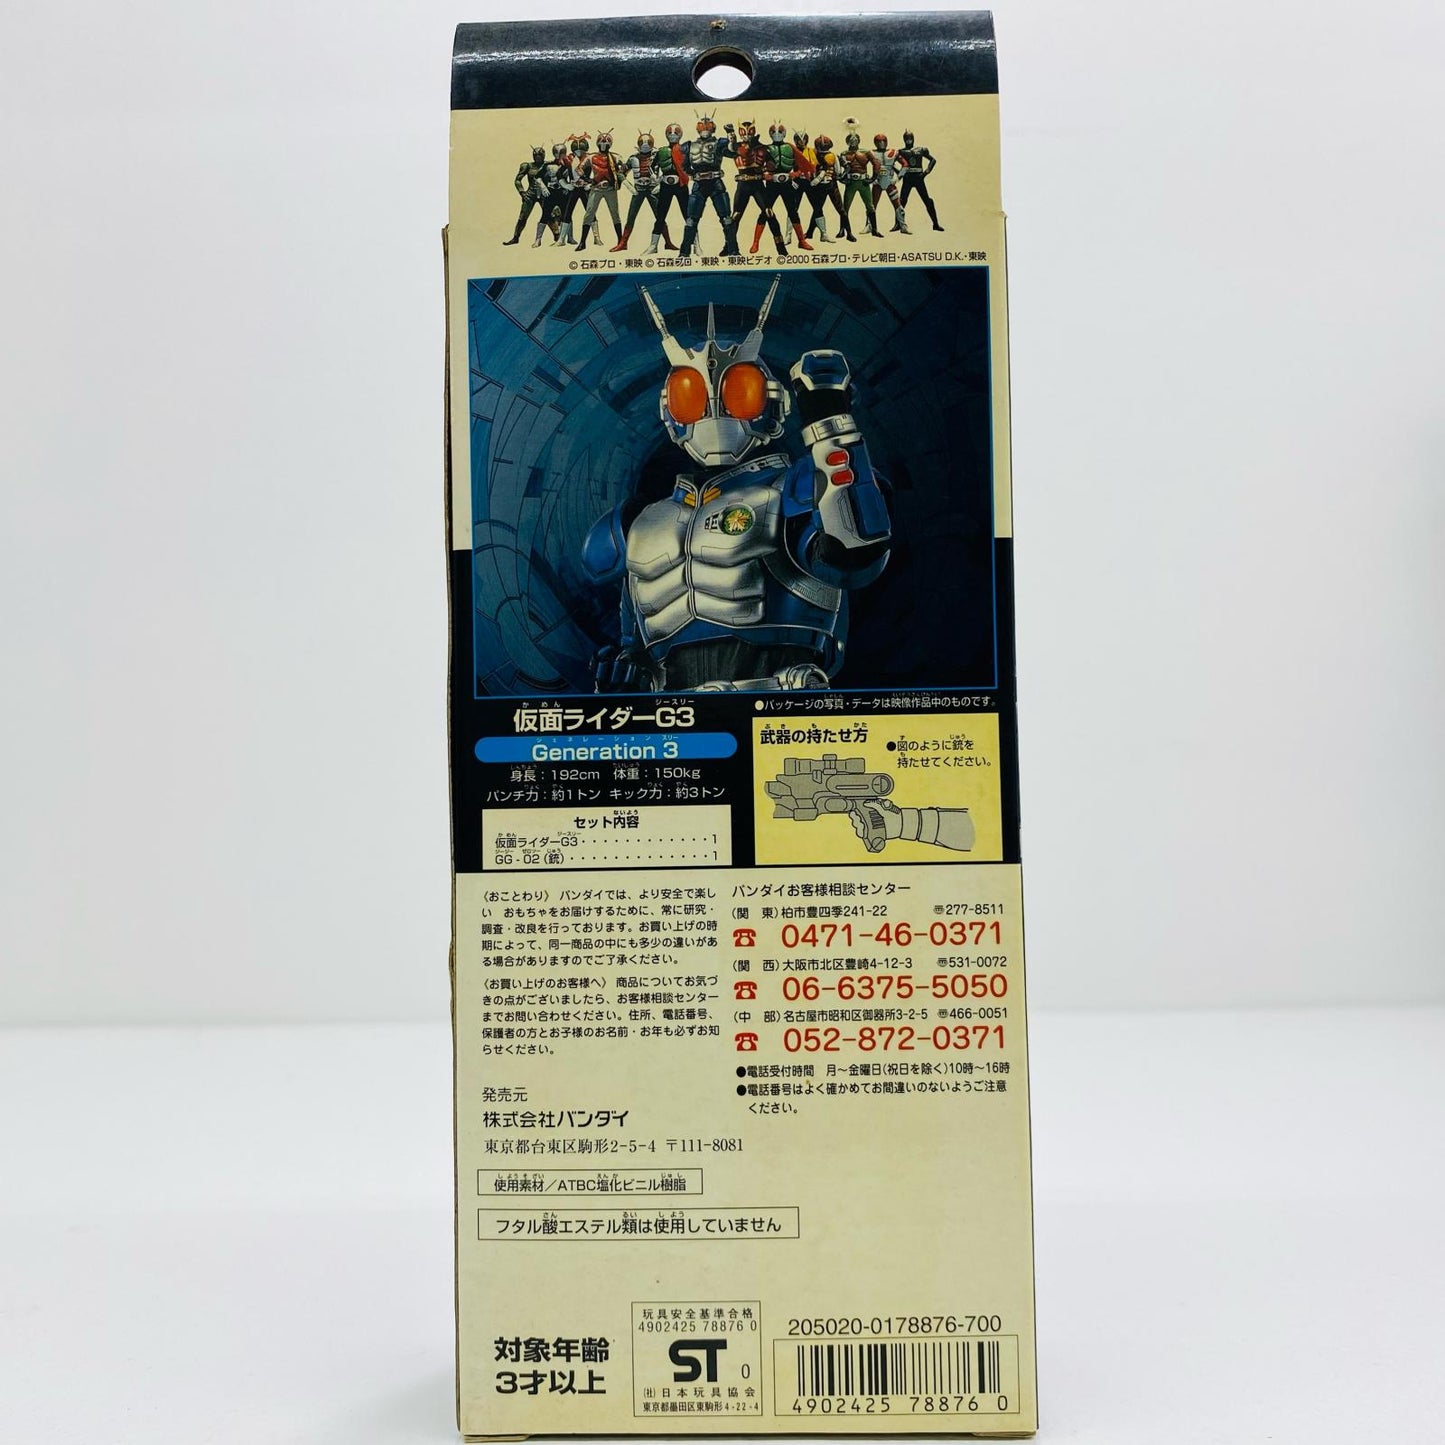 © 石森プロ・東映 © 石森プロ・東映・東映ビデオ ©2000 石森プロ・テレビ朝日・ASATSU D.K.・東映
仮面ライダーG3
Generation 3
身長：192cm 体重：150kg
パンチ力：約1トン キック力：約3トン
セット内容
仮面ライダーG3・・・・・・・・・・・・1
GG-02（銃）・・・・・・・・・・・・・1
●パッケージの写真・データは映像作品中のものです。
武器の持たせ方
●図のように銃を
持たせてください。
〈おことわり〉 バンダイでは、より安全で楽し
い おもちゃをお届けするために、常に研究・
調査・改良を行っております。お買い上げの時
期によって、同一商品の中にも多少の違いがあ
る場合がありますのでご了承ください。
〈お買い上げのお客様へ〉 商品についてお気づ
きの点がございましたら、お客様相談センター
までお問い合わせください。住所、電話番号、
保護者の方とお子様のお名前・お年も必ずお知
らせください。
バンダイお客様相談センター
（関 東）柏市豊四季241-22 〒277-8511
☎ 0471-46-0371
（関 西）大阪市北区豊崎4-12-3 〒531-0072
☎ 06-6375-5050
（中 部）名古屋市昭和区御器所3-2-5 〒466-0051
☎ 052-872-0371
●電話受付時間 月～金曜日(祝日を除く)10時～16時
●電話番号はよく確かめてお間違いのないようご注意
ください。
発売元
株式会社バンダイ
東京都台東区駒形2-5-4 〒111-8081
使用素材／ATBC塩化ビニル樹脂
フタル酸エステル類は使用していません
対象年齢
3才以上
玩具安全基準合格
4902425 78876 0
ST 0
(社)日本玩具協会
東京都墨田区東駒形4-22-4
205020-0178876-700
4902425 788760